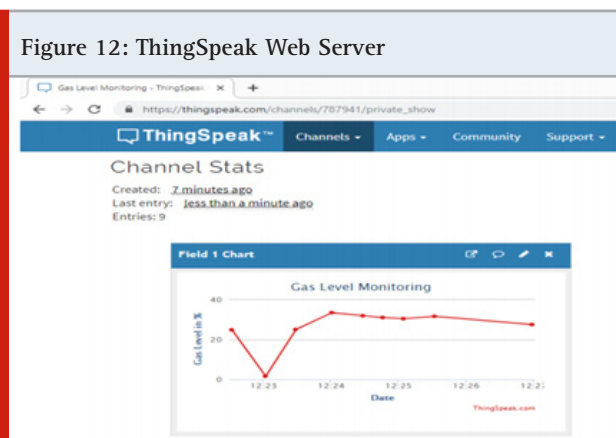 Figure 12: ThingSpeak Web Server
Gas Level Monitoring - ThingSpeak × +
https://thingspeak.com/channels/787941/private_show
ThingSpeak™ Channels Apps Community Support
Channel Stats
Created: 7 minutes ago
Last entry: less than a minute ago
Entries: 9
Field 1 Chart
Gas Level Monitoring
Gas Level in %
40
20
0
12:23 12:24 12:25 12:26
Date
ThingSpeak.com